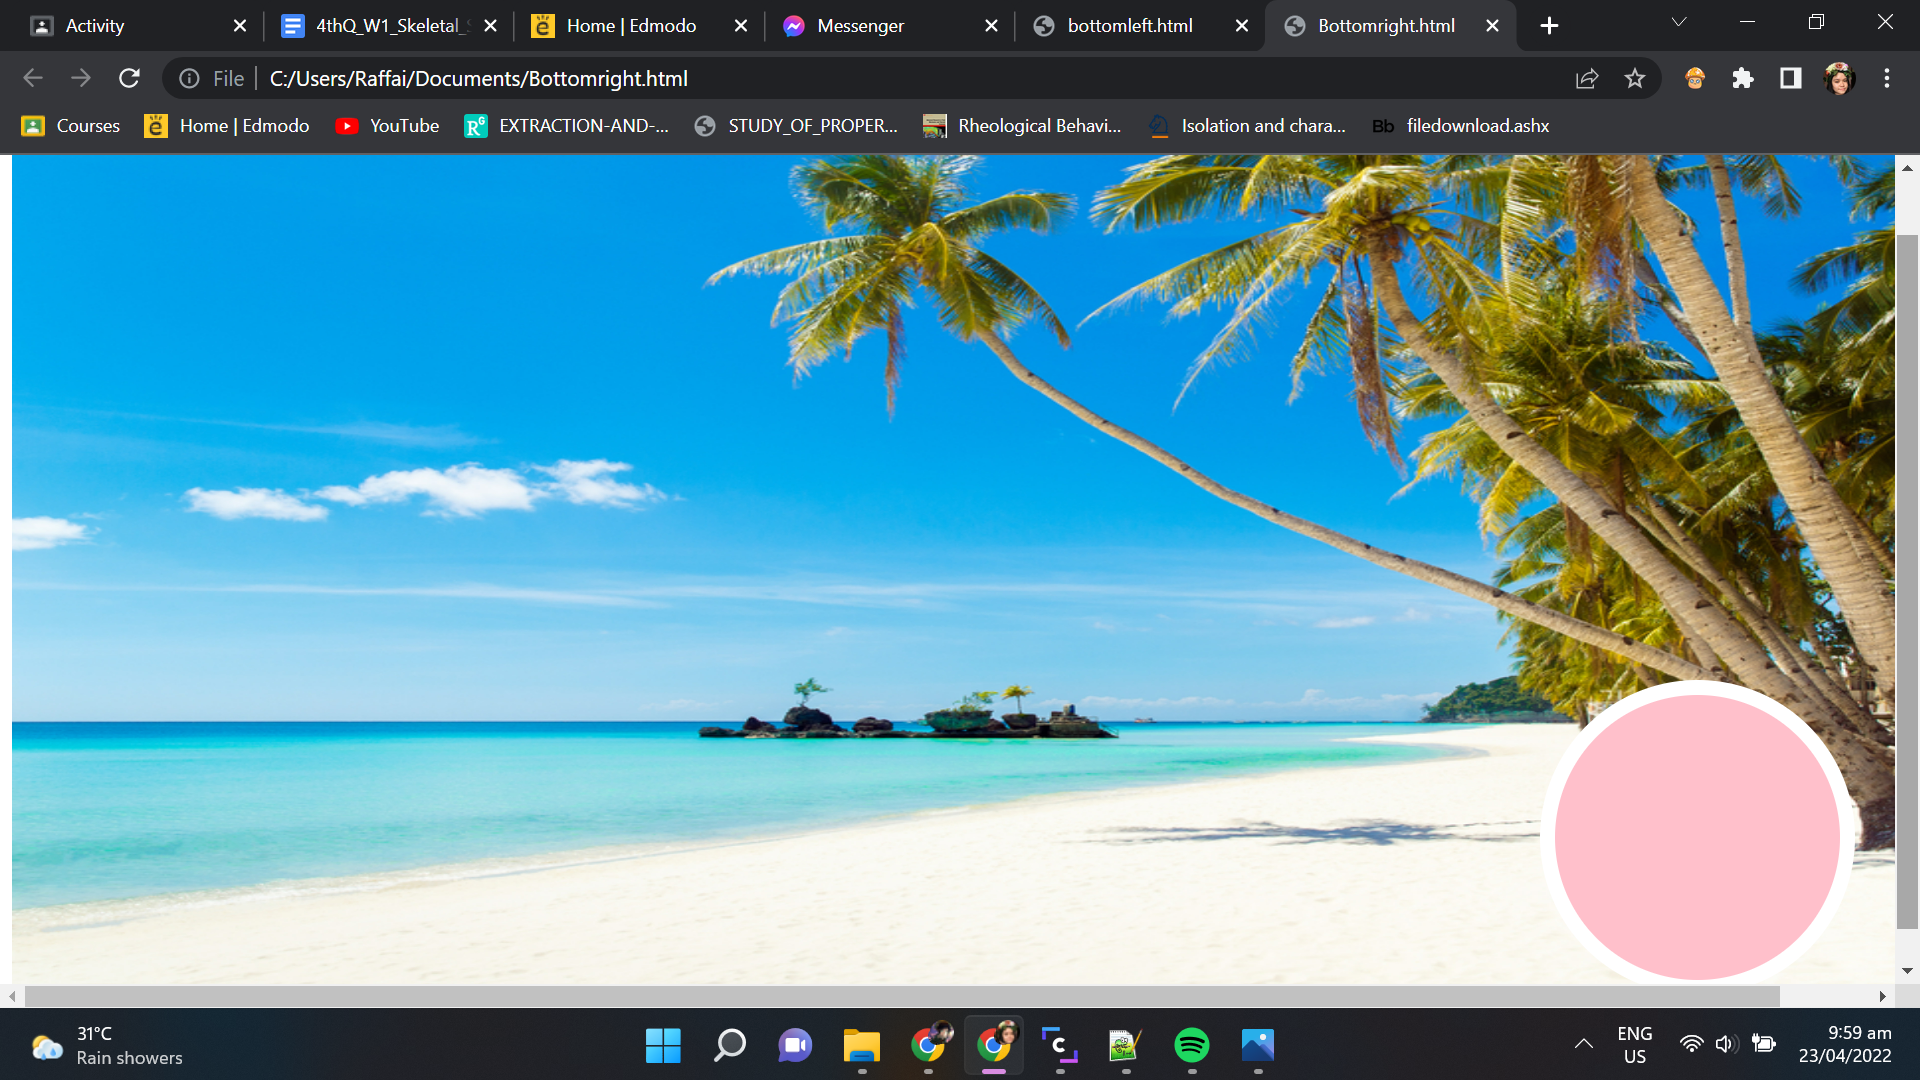 Activity
4thQ_W1_Skeletal_
Home | Edmodo
Messenger
bottomleft.html
Bottomright.html
File
C:/Users/Raffai/Documents/Bottomright.html
Courses
Home | Edmodo
YouTube
EXTRACTION-AND-...
STUDY_OF_PROPER...
Rheological Behavi...
Isolation and chara...
Bb
filedownload.ashx
31°C
Rain showers
ENG
US
9:59 am
23/04/2022